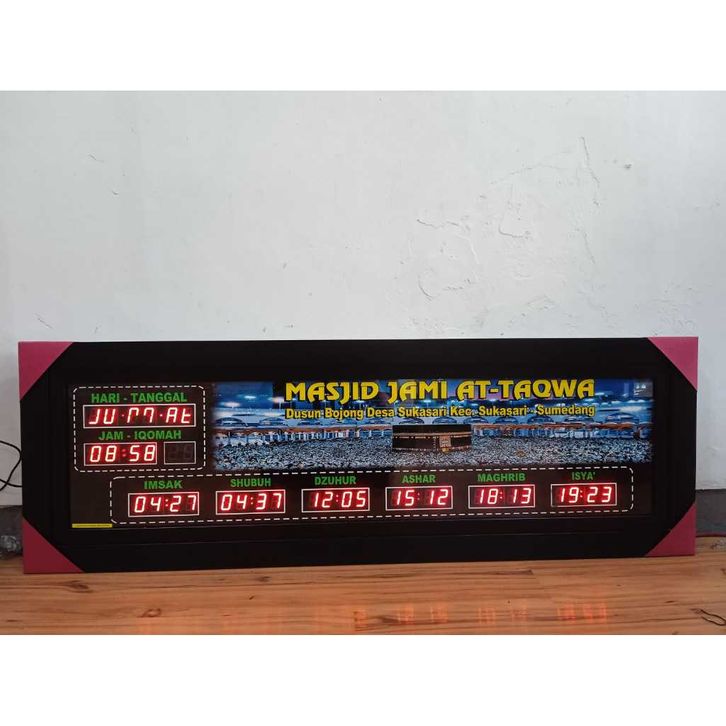 MASJID JAMI AT-TAQWA
Dusun Bojong Desa Sukasari Kec. Sukasari - Sumedang
HARI - TANGGAL
JUM-At
JAM - IQOMAH
08:58
IMSAK
04:27
SHUBUH
04:37
DZUHUR
12:05
ASHAR
15:12
MAGHRIB
18:13
ISYA'
19:23